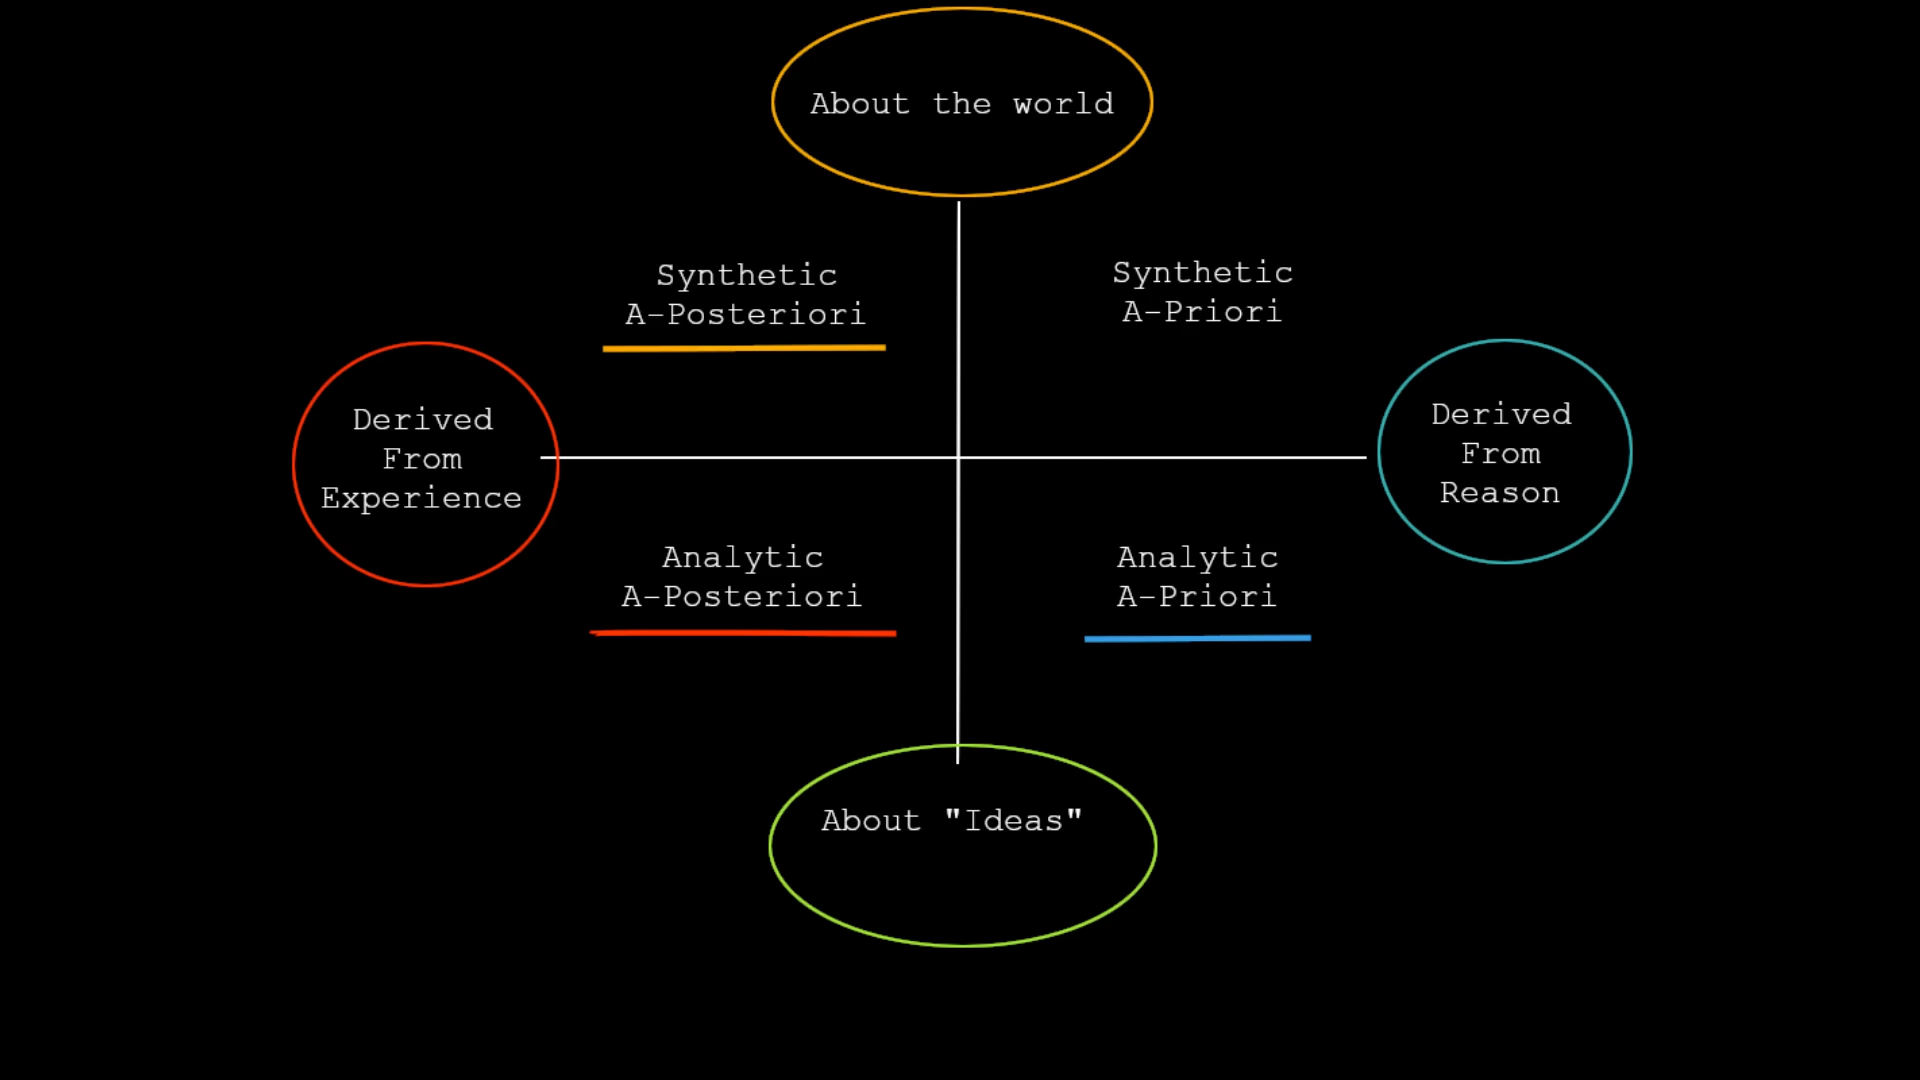 About the world
Synthetic
A-Posteriori
Synthetic
A-Priori
Derived
From
Experience
Derived
From
Reason
Analytic
A-Posteriori
Analytic
A-Priori
About "Ideas"